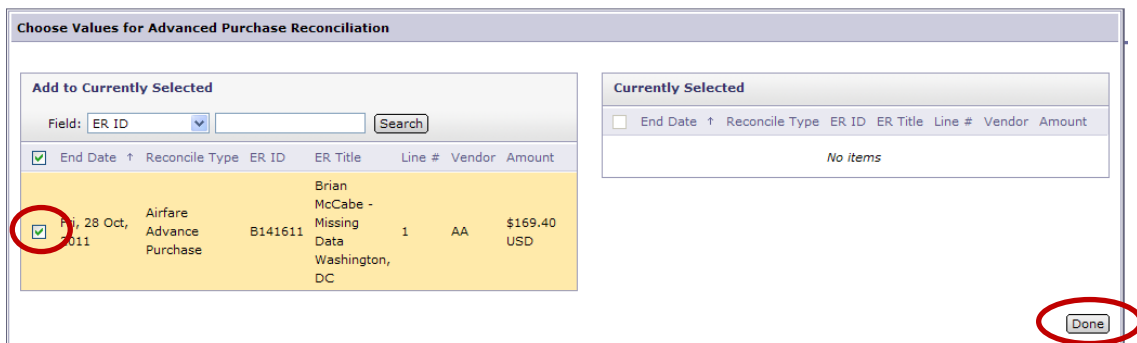 Choose Values for Advanced Purchase Reconciliation
Add to Currently Selected
Field: ER ID Search
End Date ↑ Reconcile Type ER ID ER Title Line # Vendor Amount
Fri, 28 Oct, 2011
Airfare Advance Purchase
B141611
Brian McCabe - Missing Data Washington, DC
1
AA
$169.40 USD
Currently Selected
End Date ↑ Reconcile Type ER ID ER Title Line # Vendor Amount
No items
Done